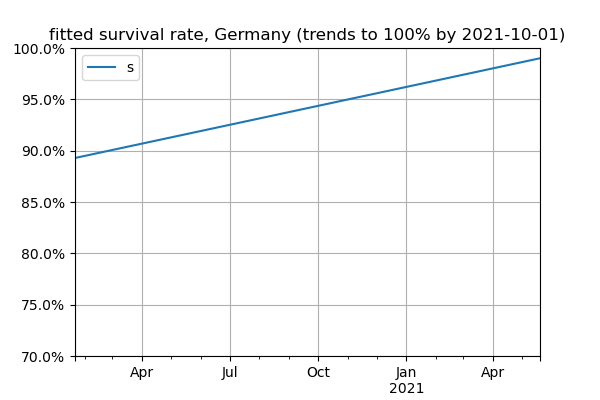 fitted survival rate, Germany (trends to 100% by 2021-10-01)
100.0%
s
95.0%
90.0%
85.0%
80.0%
75.0%
70.0%
Apr Jul Oct Jan Apr
2021